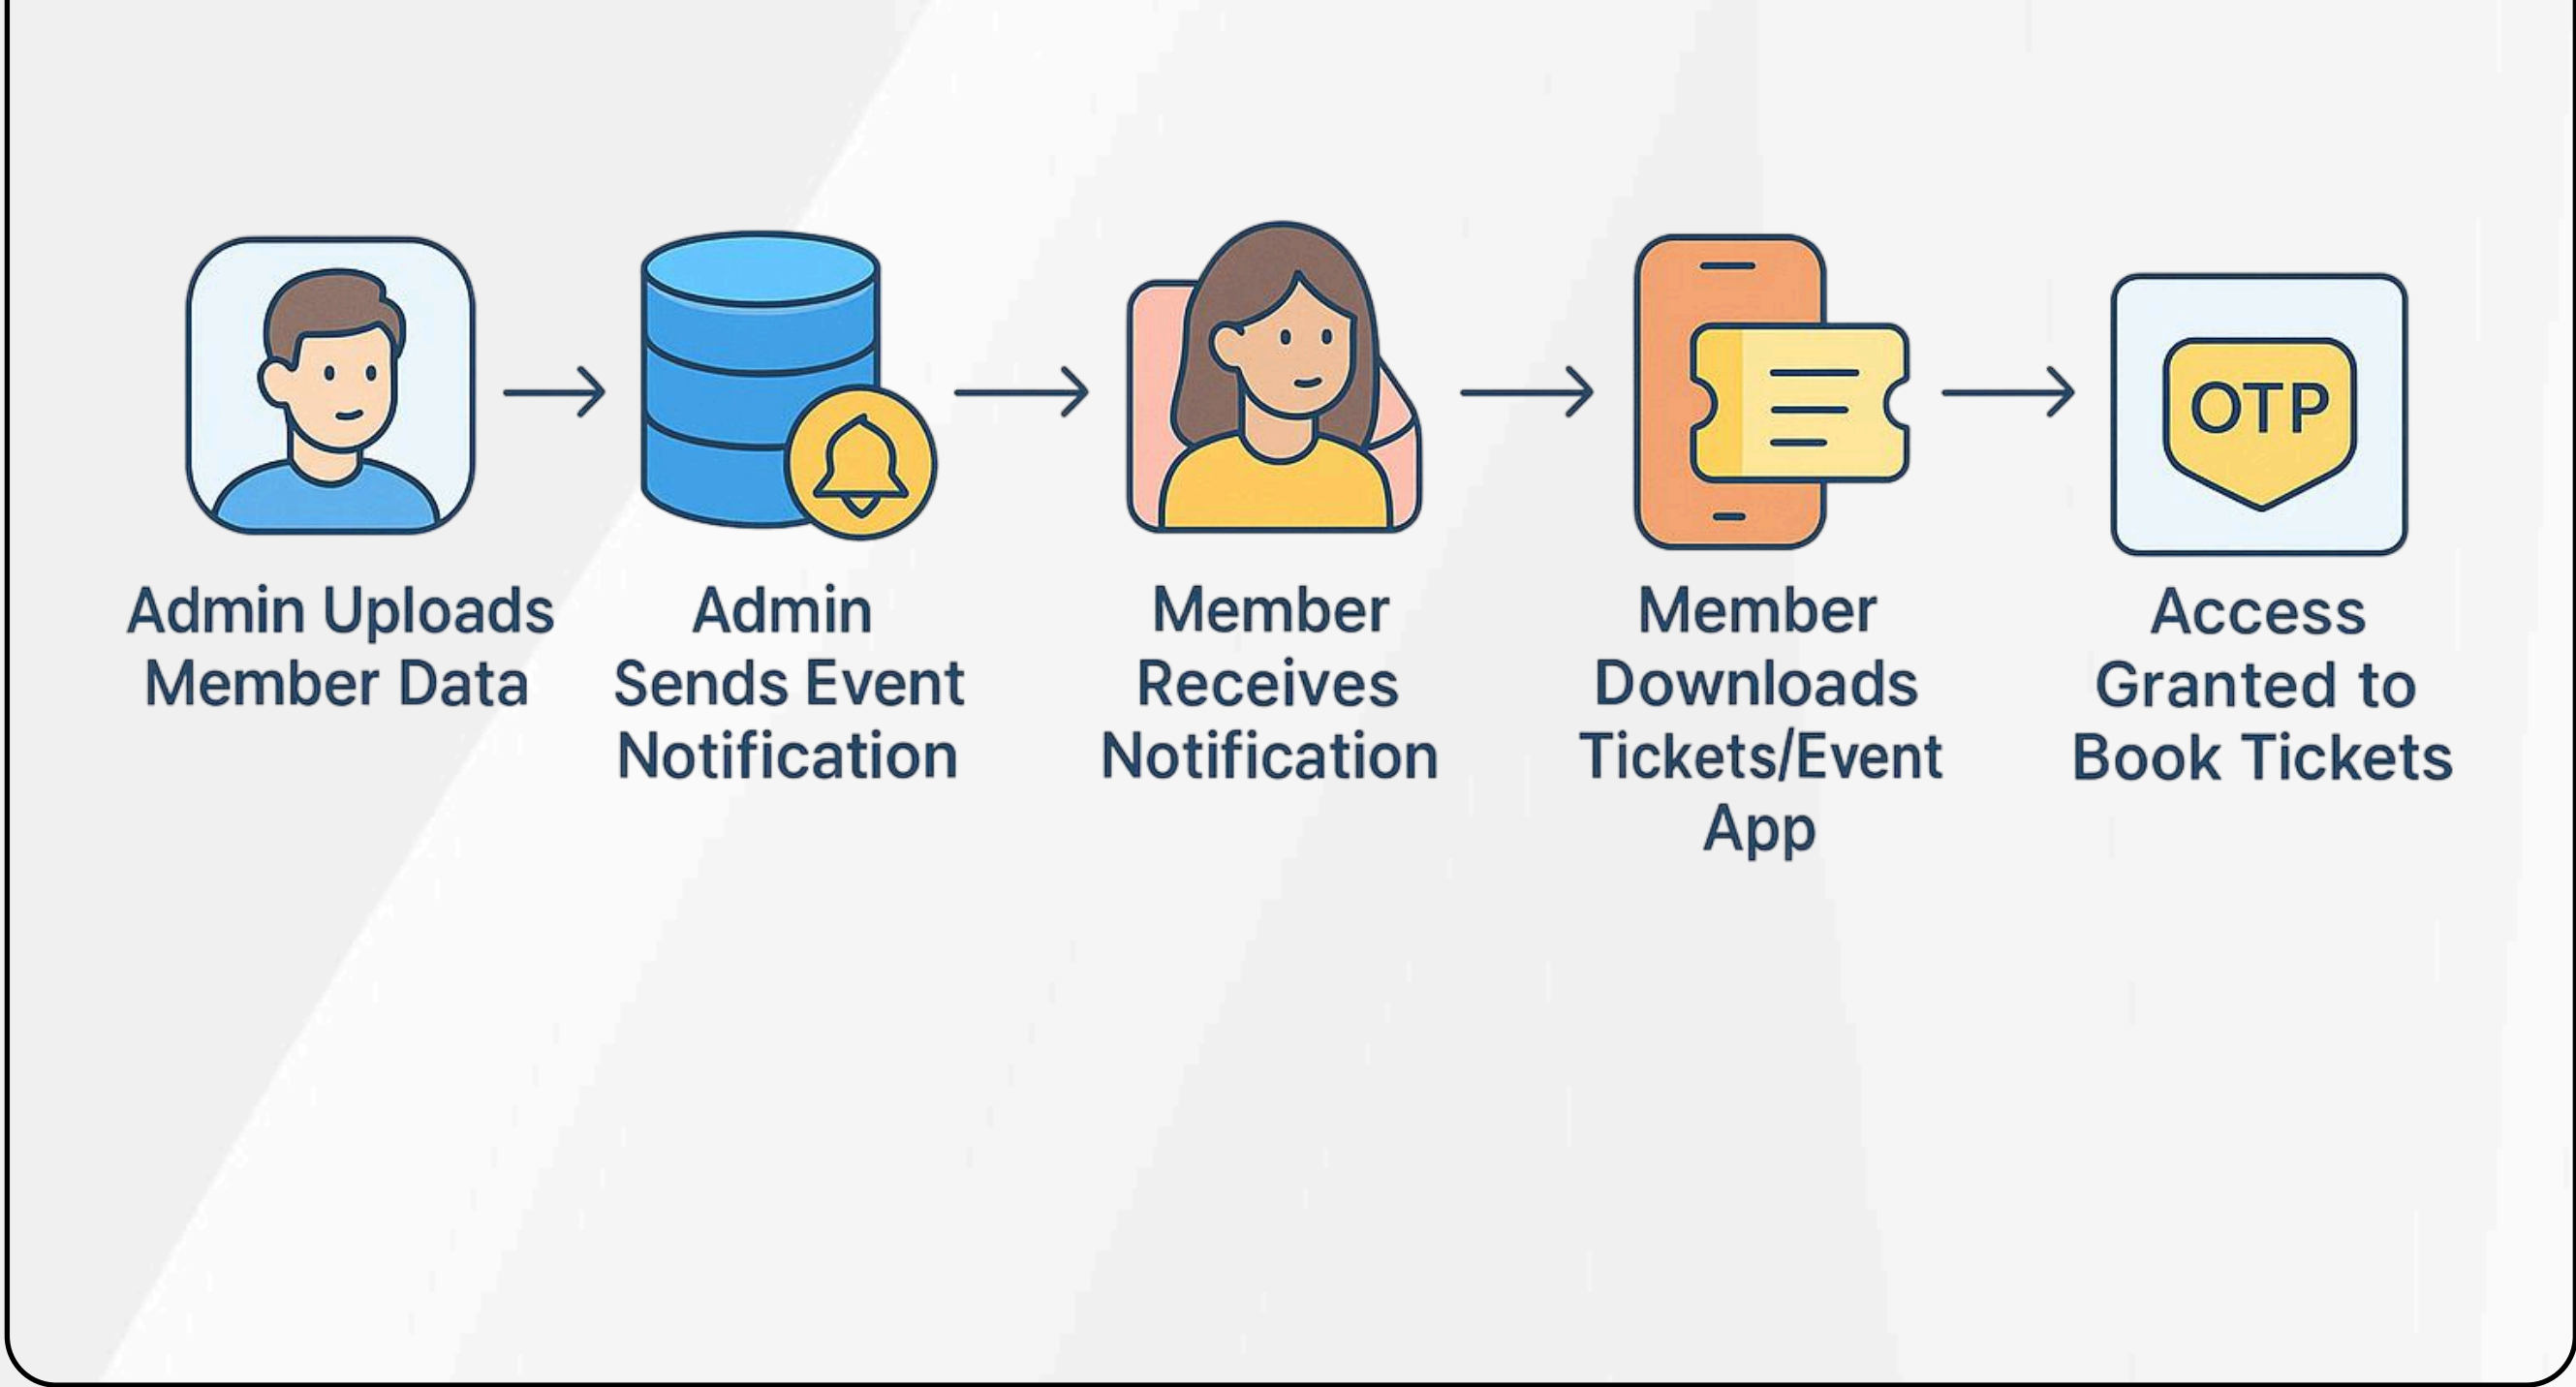 Admin Uploads
Member Data
Admin
Sends Event
Notification
Member
Receives
Notification
Member
Downloads
Tickets/Event
App
OTP
Access
Granted to
Book Tickets